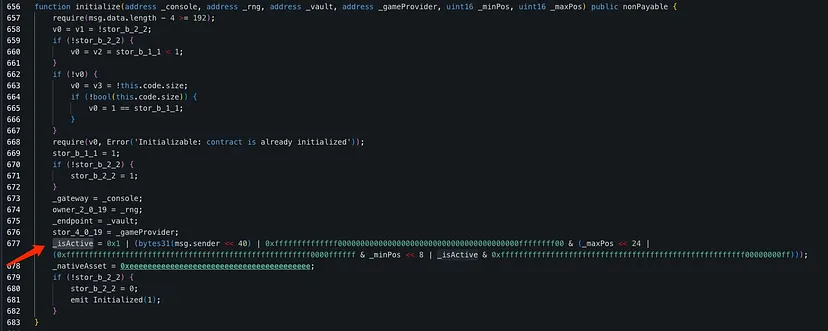 656 function initialize(address _console, address _rng, address _vault, address _gameProvider, uint16 _minPos, uint16 _maxPos) public nonPayable {
657 require(msg.data.length - 4 >= 192);
658 v0 = v1 = !stor_b_2_2;
659 if (!stor_b_2_2) {
660 v0 = v2 = stor_b_1_1 < 1;
661 }
662 if (!v0) {
663 v0 = v3 = !this.code.size;
664 if (!bool(this.code.size)) {
665 v0 = 1 == stor_b_1_1;
666 }
667 }
668 require(v0, Error('Initializable: contract is already initialized'));
669 stor_b_1_1 = 1;
670 if (!stor_b_2_2) {
671 stor_b_2_2 = 1;
672 }
673 _gateway = _console;
674 owner_2_0_19 = _rng;
675 _endpoint = _vault;
676 stor_4_0_19 = _gameProvider;
677 _isActive = 0x1 | (bytes31(msg.sender << 40) | 0xffffffffffffff0000000000000000000000000000000000000000ffffffff00 & (_maxPos << 24 |
(0xffffffffffffffffffffffffffffffffffffffffffffffffffffff0000ffffff & _minPos << 8 | _isActive & 0xffffffffffffffffffffffffffffffffffffffffffffffffffffff00000000ff)));
678 _nativeAsset = 0xeeeeeeeeeeeeeeeeeeeeeeeeeeeeeeeeeeeeeeee;
679 if (!stor_b_2_2) {
680 stor_b_2_2 = 0;
681 emit Initialized(1);
682 }
683 }